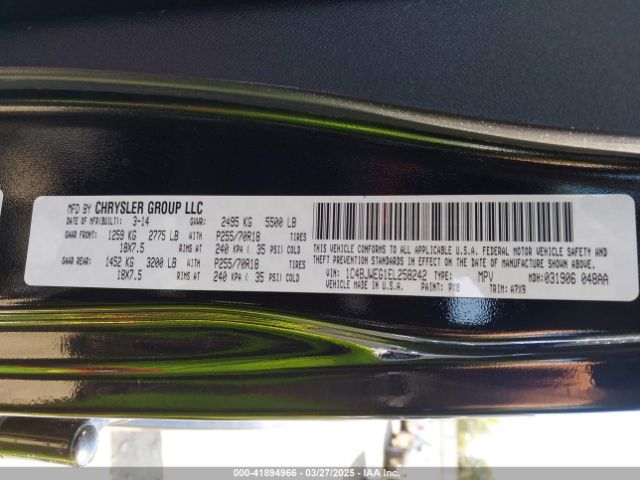 MFD BY CHRYSLER GROUP LLC
DATE OF MFR(BUILT): 3-14 GVWR: 2495 KG 5500 LB
GAWR FRONT: 1259 KG 2775 LB WITH P255/70R18 TIRES
18X7.5 RIMS AT 240 KPA ( 35 PSI) COLD
GAWR REAR: 1452 KG 3200 LB WITH P255/70R18 TIRES
18X7.5 RIMS AT 240 KPA ( 35 PSI) COLD
THIS VEHICLE CONFORMS TO ALL APPLICABLE U.S.A. FEDERAL MOTOR VEHICLE SAFETY AND
THEFT PREVENTION STANDARDS IN EFFECT ON THE DATE OF MANUFACTURE SHOWN ABOVE.
VIN: 1C4BJWEG1EL258242 TYPE: MPV MDH: 031906 048AA
VEHICLE MADE IN U.S.A. PAINT: PX8 TRIM: A7X9
000-41894966 - 03/27/2025 - IAA Inc.